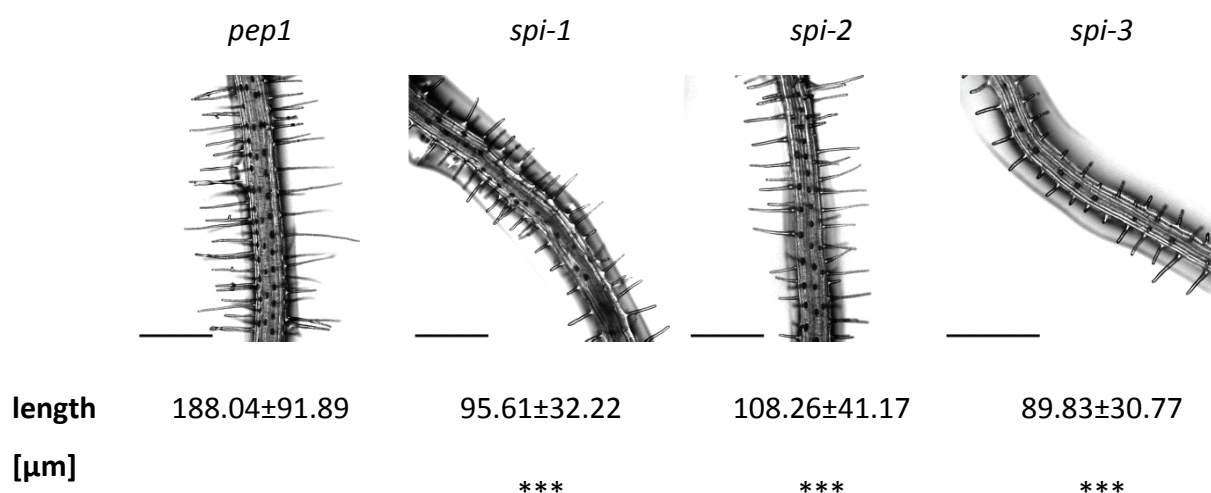 pep1 spi-1 spi-2 spi-3
length 188.04±91.89 95.61±32.22 108.26±41.17 89.83±30.77
[µm]
*** *** ***